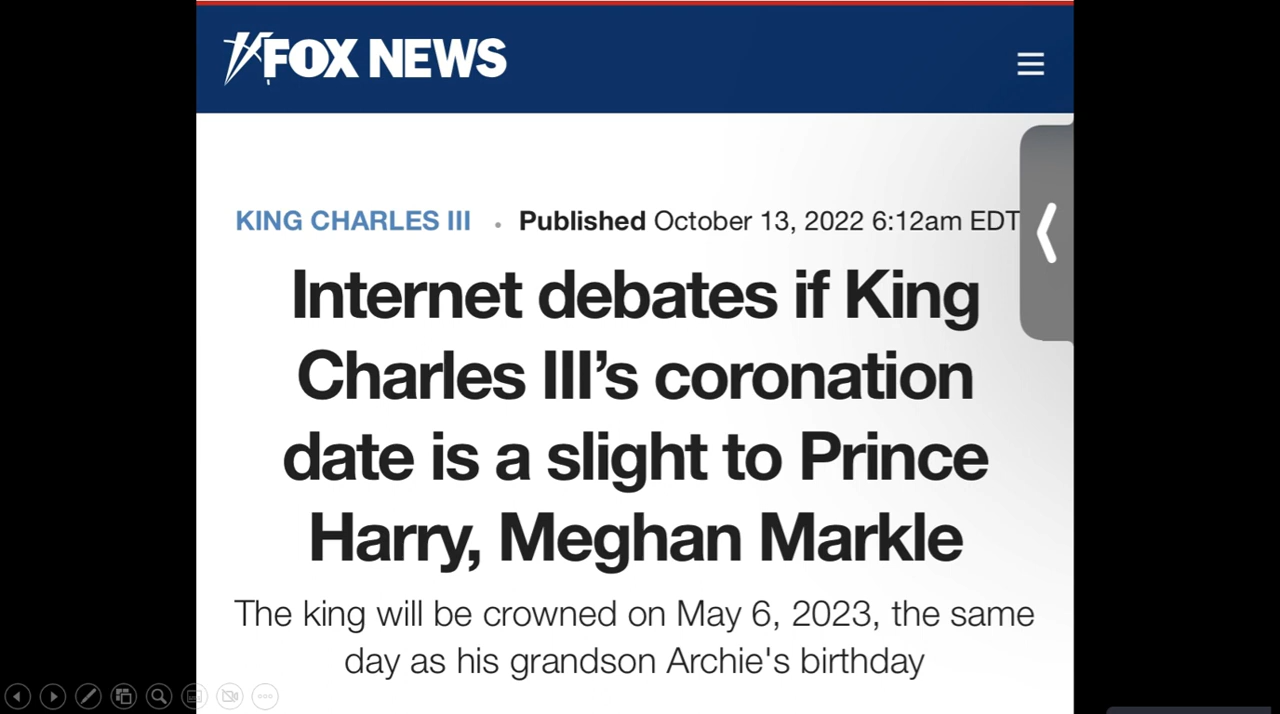 FOX NEWS
KING CHARLES III • Published October 13, 2022 6:12am EDT
Internet debates if King
Charles III’s coronation
date is a slight to Prince
Harry, Meghan Markle
The king will be crowned on May 6, 2023, the same
day as his grandson Archie's birthday